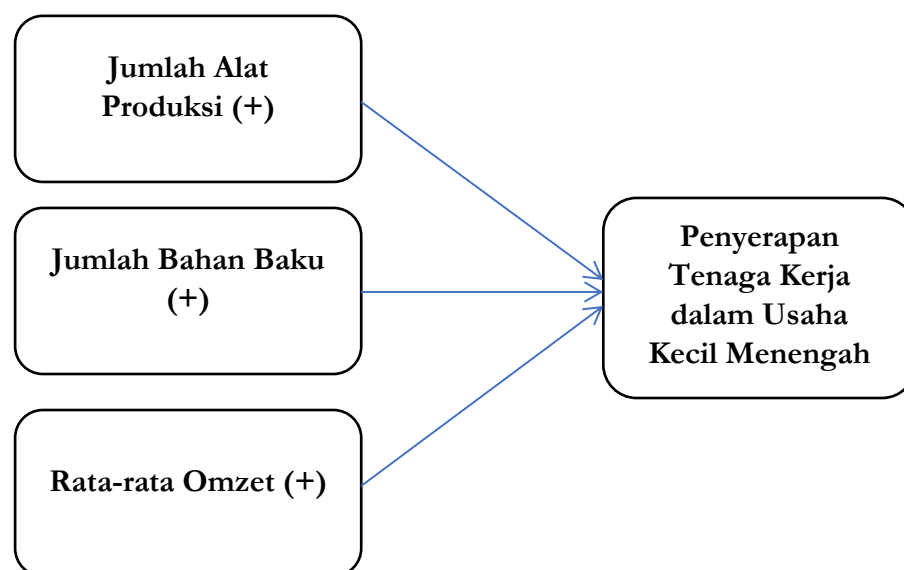 Jumlah Alat
Produksi (+)
Jumlah Bahan Baku
(+)
Rata-rata Omzet (+)
Penyerapan
Tenaga Kerja
dalam Usaha
Kecil Menengah